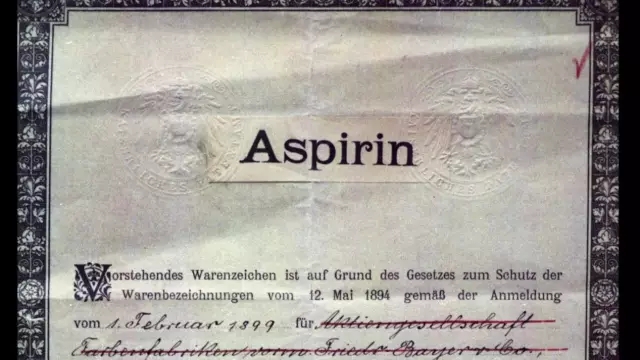 Aspirin
Vorstehendes Warenzeichen ist auf Grund des Gesetzes zum Schutz der
Warenbezeichnungen vom 12. Mai 1894 gemäß der Anmeldung
vom 1. Februar 1899 für Aktiengesellschaft
Farbenfabriken vorm. Friedr. Bayer & Co.